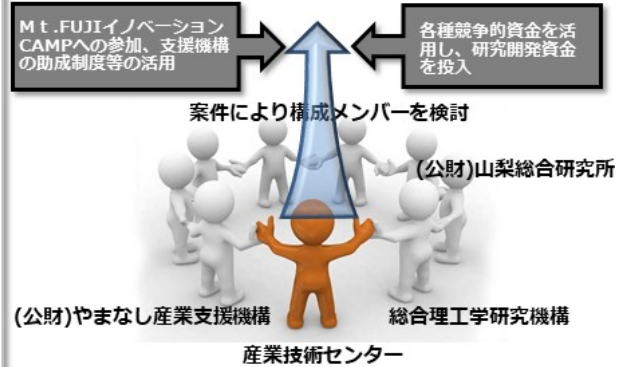 Ｍｔ.FUJIイノベーション
CAMPへの参加、支援機構
の助成制度等の活用
各種競争的資金を活
用し、研究開発資金
を投入
案件により構成メンバーを検討
(公財)山梨総合研究所
(公財)やまなし産業支援機構
総合理工学研究機構
産業技術センター